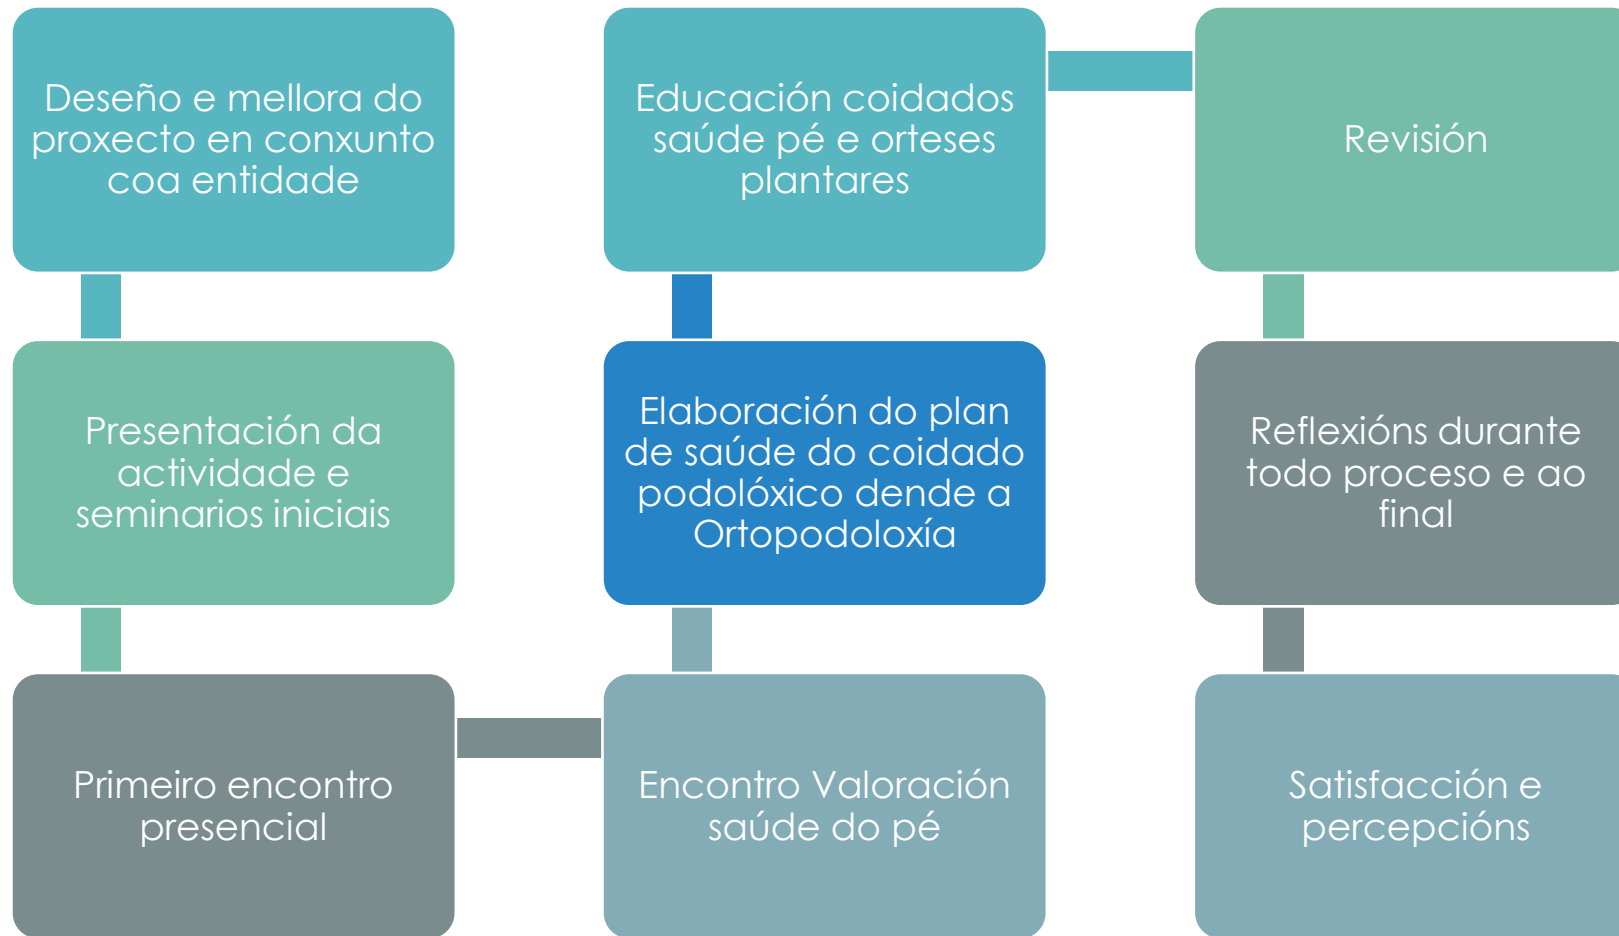 Deseño e mellora do
proxecto en conxunto
coa entidade
Presentación da
actividade e
seminarios iniciais
Primeiro encontro
presencial
Encontro Valoración
saúde do pé
Elaboración do plan
de saúde do coidado
podolóxico dende a
Ortopodoloxía
Educación coidados
saúde pé e orteses
plantares
Revisión
Reflexións durante
todo proceso e ao
final
Satisfacción e
percepcións